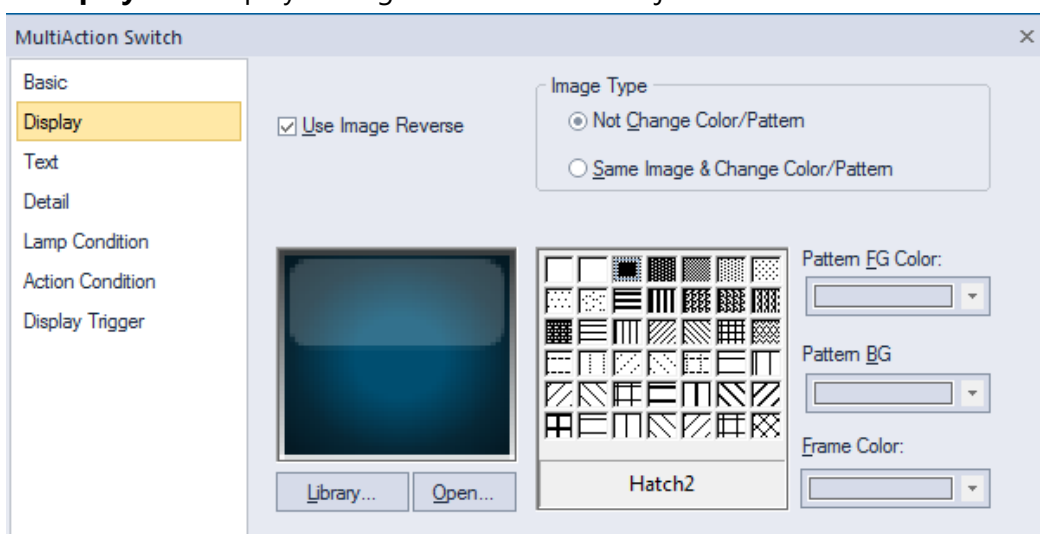 MultiAction Switch
Basic
Display
Text
Detail
Lamp Condition
Action Condition
Display Trigger
Use Image Reverse
Image Type
Not Change Color/Pattern
Same Image & Change Color/Pattern
Library...
Open...
Hatch2
Pattern FG Color:
Pattern BG
Frame Color: